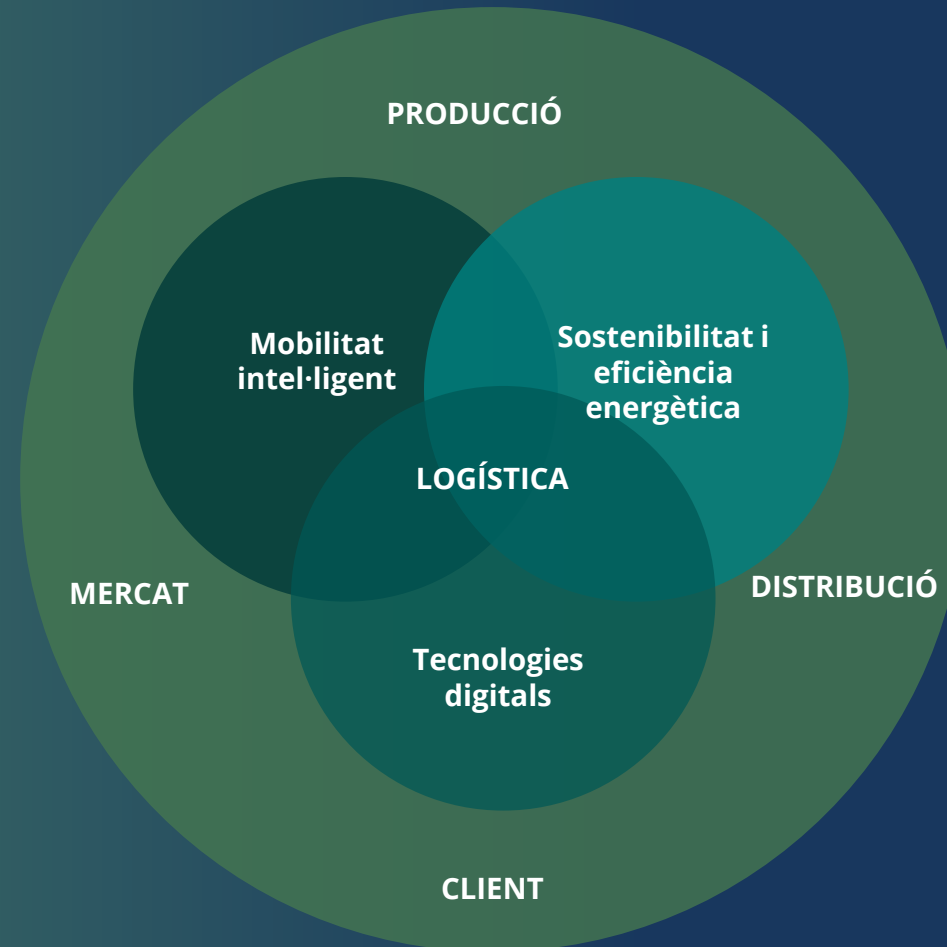 PRODUCCIÓ
Mobilitat
intel·ligent
Sostenibilitat i
eficiència
energètica
LOGÍSTICA
MERCAT
DISTRIBUCIÓ
Tecnologies
digitals
CLIENT